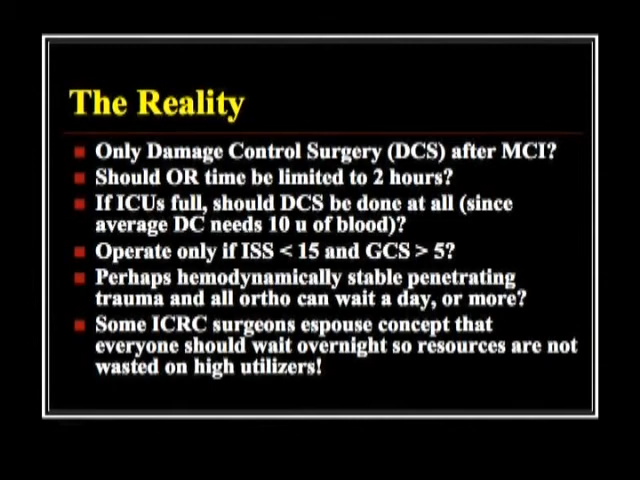 The Reality
Only Damage Control Surgery (DCS) after MCI?
Should OR time be limited to 2 hours?
If ICUs full, should DCS be done at all (since
average DC needs 10 u of blood)?
Operate only if ISS < 15 and GCS > 5?
Perhaps hemodynamically stable penetrating
trauma and all ortho can wait a day, or more?
Some ICRC surgeons espouse concept that
everyone should wait overnight so resources are not
wasted on high utilizers!